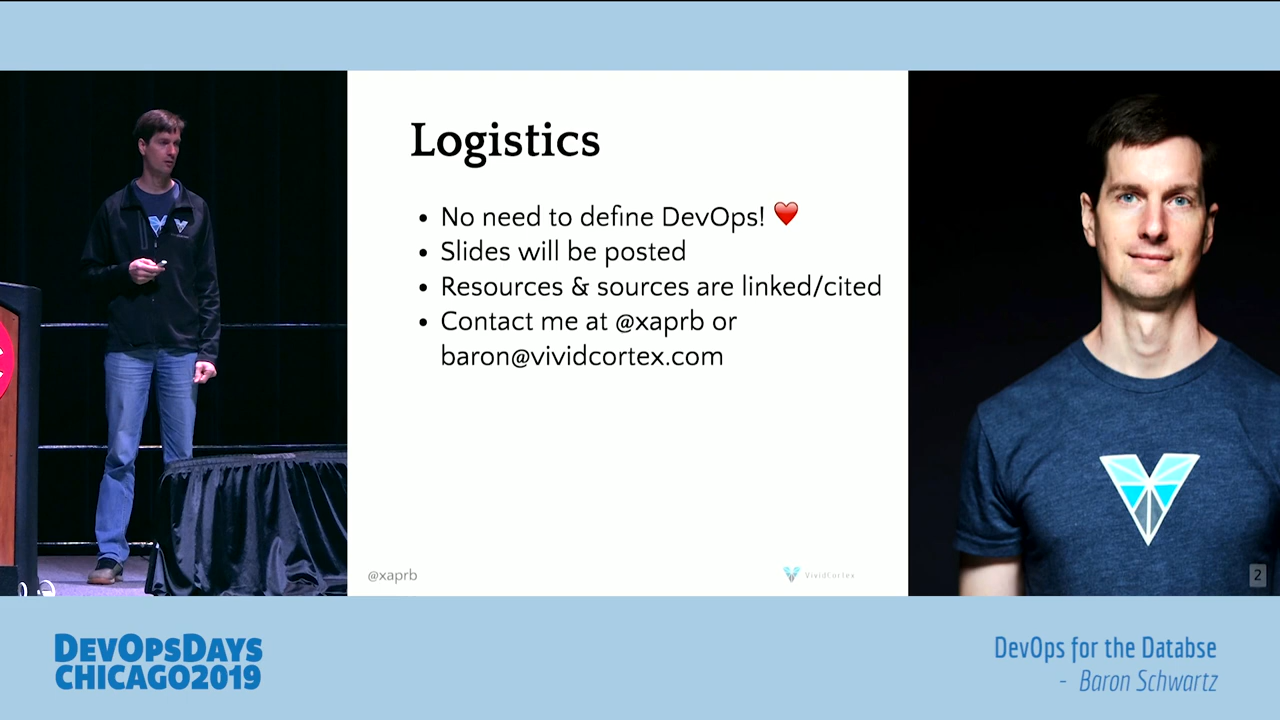 Logistics
No need to define DevOps! ❤️
Slides will be posted
Resources & sources are linked/cited
Contact me at @xaprb or
baron@vividcortex.com
@xaprb
VividCortex
2
DevOpsDays
Chicago2019
DevOps for the Databse
- Baron Schwartz